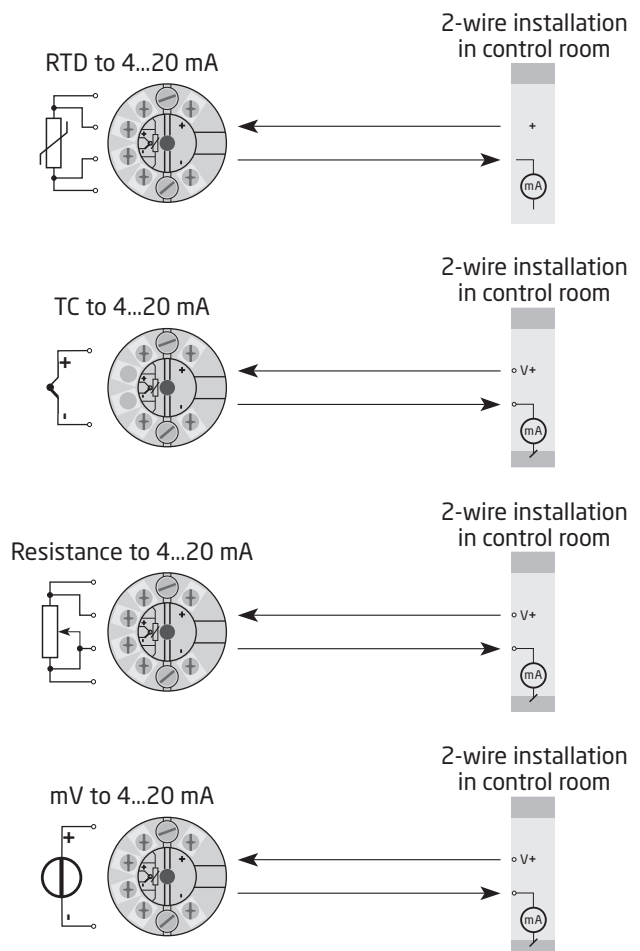 2-wire installation
in control room
RTD to 4...20 mA
+
-
+
mA
2-wire installation
in control room
TC to 4...20 mA
+
-
+
-
V+
mA
2-wire installation
in control room
Resistance to 4...20 mA
+
-
V+
mA
2-wire installation
in control room
mV to 4...20 mA
+
-
+
-
V+
mA